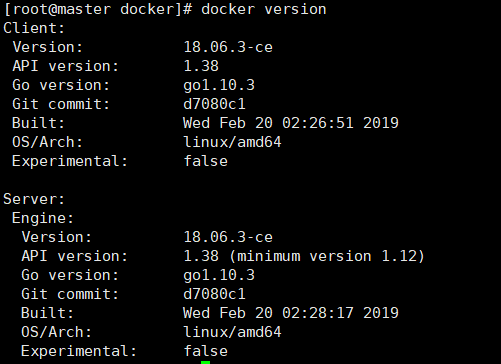 [root@master docker]# docker version
Client:
 Version:           18.06.3-ce
 API version:       1.38
 Go version:        go1.10.3
 Git commit:        d7080c1
 Built:             Wed Feb 20 02:26:51 2019
 OS/Arch:           linux/amd64
 Experimental:      false

Server:
 Engine:
  Version:          18.06.3-ce
  API version:      1.38 (minimum version 1.12)
  Go version:       go1.10.3
  Git commit:       d7080c1
  Built:            Wed Feb 20 02:28:17 2019
  OS/Arch:          linux/amd64
  Experimental:     false